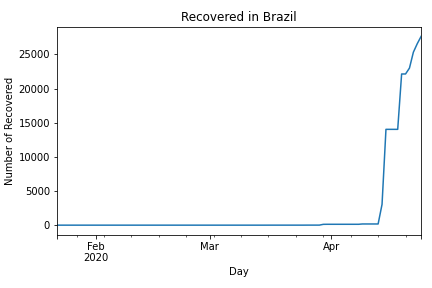 Recovered in Brazil
Number of Recovered
25000
20000
15000
10000
5000
0
Feb
2020
Mar
Apr
Day